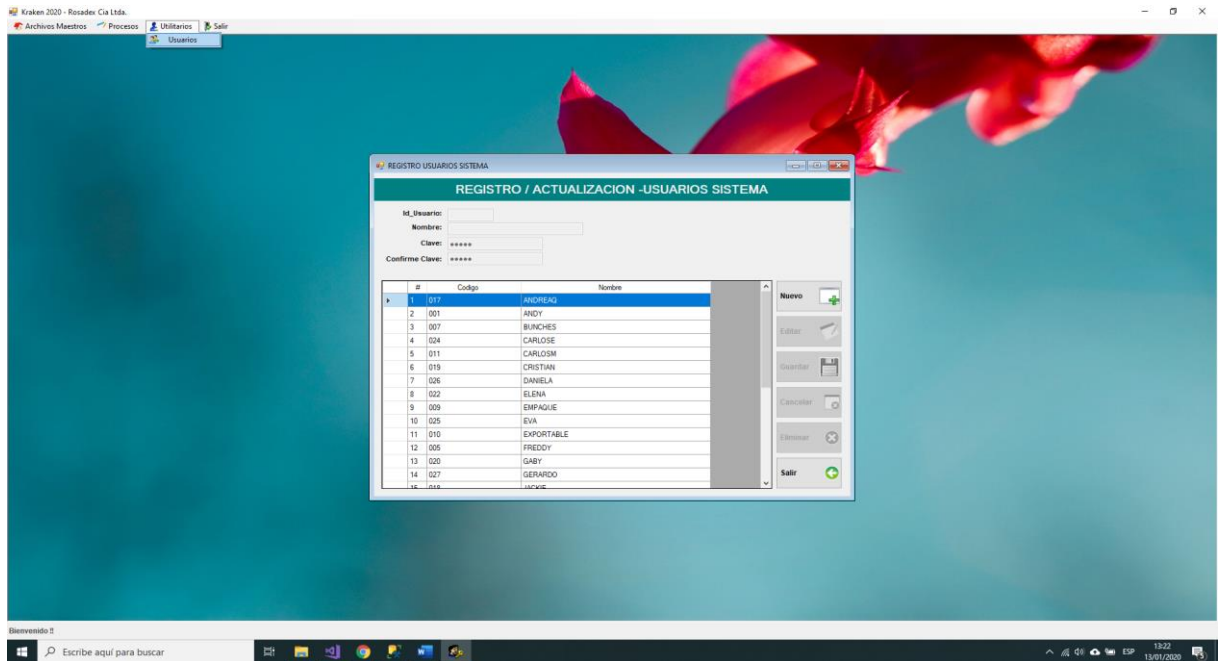 Kraken 2020 - Rosadex Cia Ltda.
Archivos Maestros Procesos Utilitarios Salir
Usuarios
REGISTRO USUARIOS SISTEMA
REGISTRO / ACTUALIZACION -USUARIOS SISTEMA
Id_Usuario:
Nombre:
Clave: *****
Confirme Clave: *****
# Codigo Nombre
1 017 ANDREAG
2 001 ANDY
3 007 BUNCHES
4 024 CARLOSE
5 011 CARLOSM
6 019 CRISTIAN
7 026 DANIELA
8 022 ELENA
9 009 EMPAQUE
10 025 EVA
11 010 EXPORTABLE
12 005 FREDDY
13 020 GABY
14 027 GERARDO
15 018 JACKIE
Nuevo
Editar
Guardar
Cancelar
Eliminar
Salir
Bienvenido !!
Escribe aquí para buscar
ESP
13:22
13/01/2020